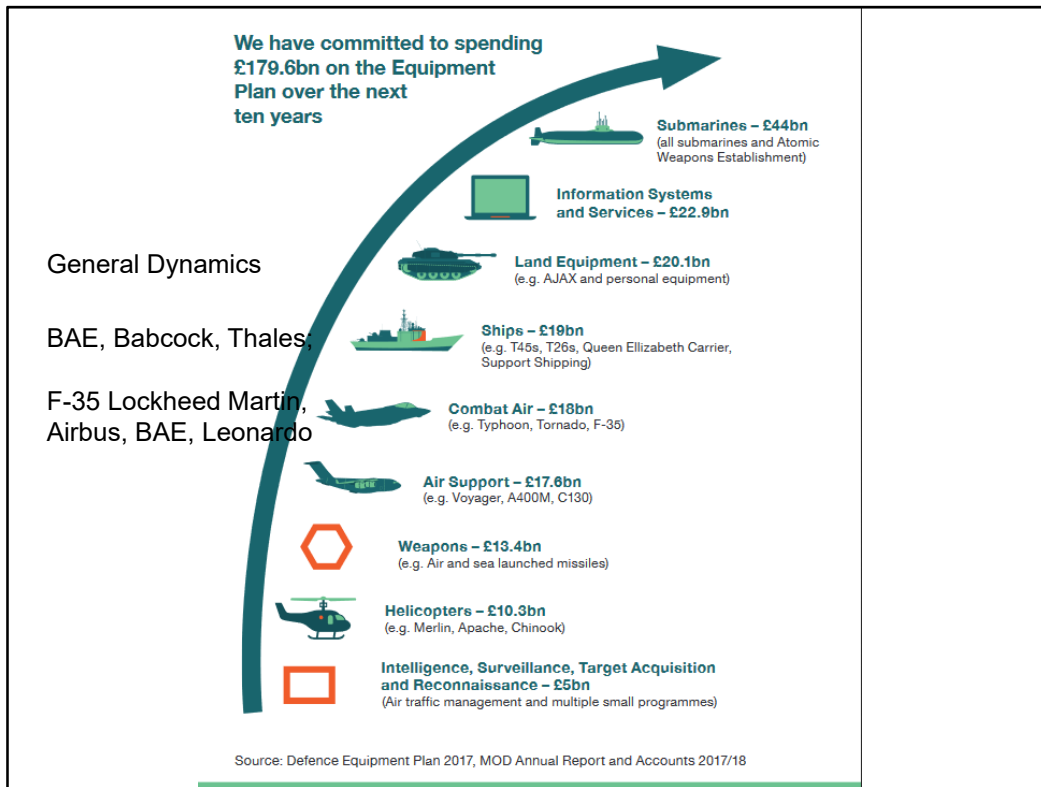 We have committed to spending
£179.6bn on the Equipment
Plan over the next
ten years
Submarines – £44bn
(all submarines and Atomic
Weapons Establishment)
Information Systems
and Services – £22.9bn
General Dynamics
Land Equipment – £20.1bn
(e.g. AJAX and personal equipment)
BAE, Babcock, Thales;
Ships – £19bn
(e.g. T45s, T26s, Queen Ellizabeth Carrier,
Support Shipping)
F-35 Lockheed Martin,
Airbus, BAE, Leonardo
Combat Air – £18bn
(e.g. Typhoon, Tornado, F-35)
Air Support – £17.6bn
(e.g. Voyager, A400M, C130)
Weapons – £13.4bn
(e.g. Air and sea launched missiles)
Helicopters – £10.3bn
(e.g. Merlin, Apache, Chinook)
Intelligence, Surveillance, Target Acquisition
and Reconnaissance – £5bn
(Air traffic management and multiple small programmes)
Source: Defence Equipment Plan 2017, MOD Annual Report and Accounts 2017/18